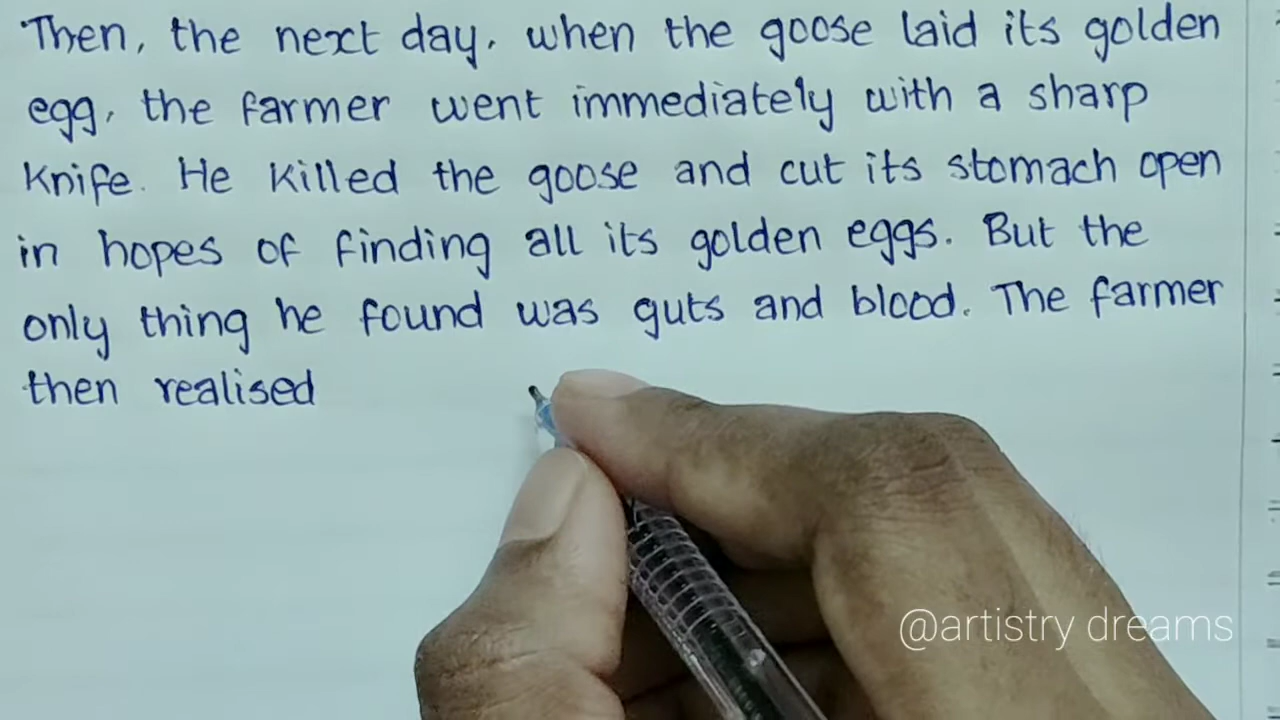 Then, the next day, when the goose laid its golden
egg, the farmer went immediately with a sharp
knife. He killed the goose and cut its stomach open
in hopes of finding all its golden eggs. But the
only thing he found was guts and blood. The farmer
then realised
@artistry dreams